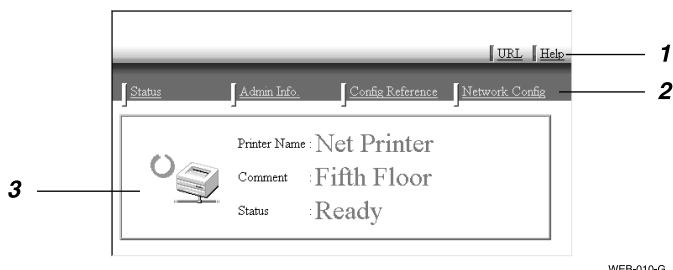 URL Help 1
Status Admin Info. Config Reference Network Config 2
Printer Name : Net Printer
Comment : Fifth Floor
3
Status : Ready
WEB-010-G